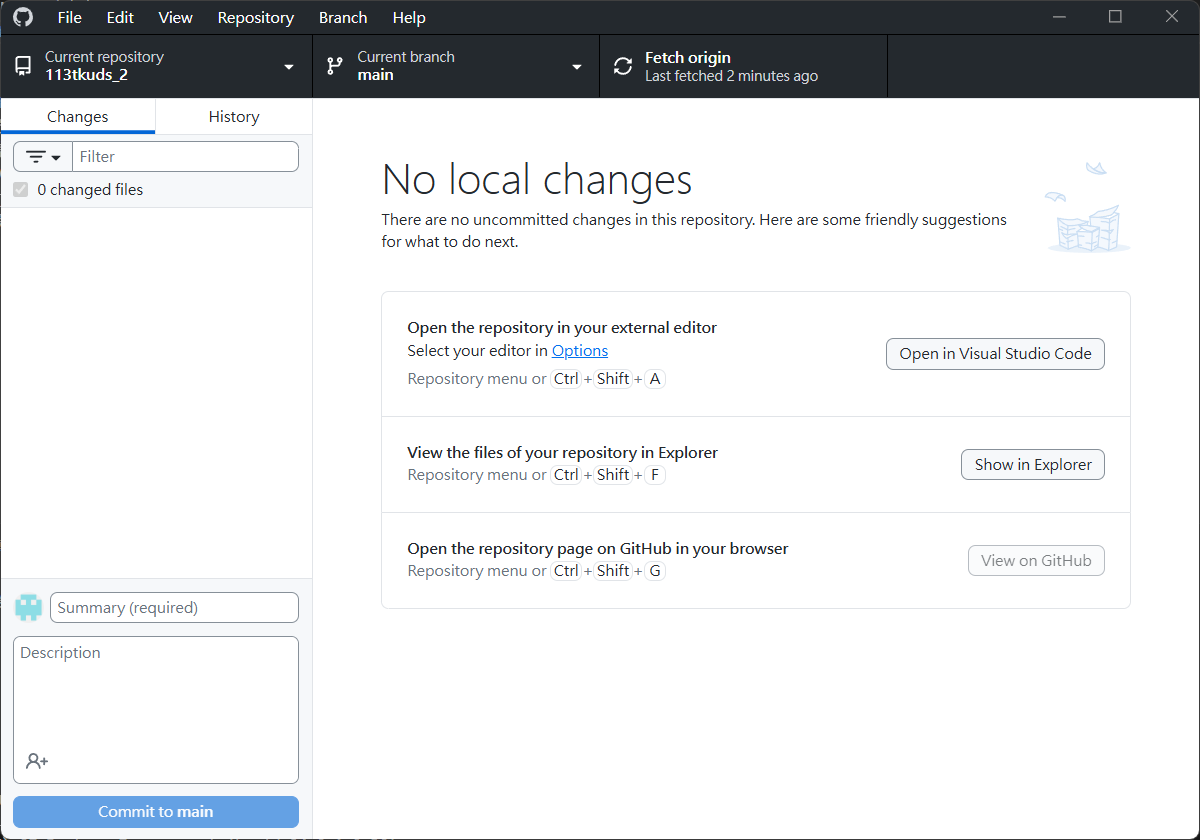 File Edit View Repository Branch Help
Current repository
113tkuds_2
Current branch
main
Fetch origin
Last fetched 2 minutes ago
Changes
History
Filter
0 changed files
No local changes
There are no uncommitted changes in this repository. Here are some friendly suggestions
for what to do next.
Open the repository in your external editor
Select your editor in Options
Repository menu or Ctrl + Shift + A
Open in Visual Studio Code
View the files of your repository in Explorer
Repository menu or Ctrl + Shift + F
Show in Explorer
Open the repository page on GitHub in your browser
Repository menu or Ctrl + Shift + G
View on GitHub
Summary (required)
Description
Commit to main